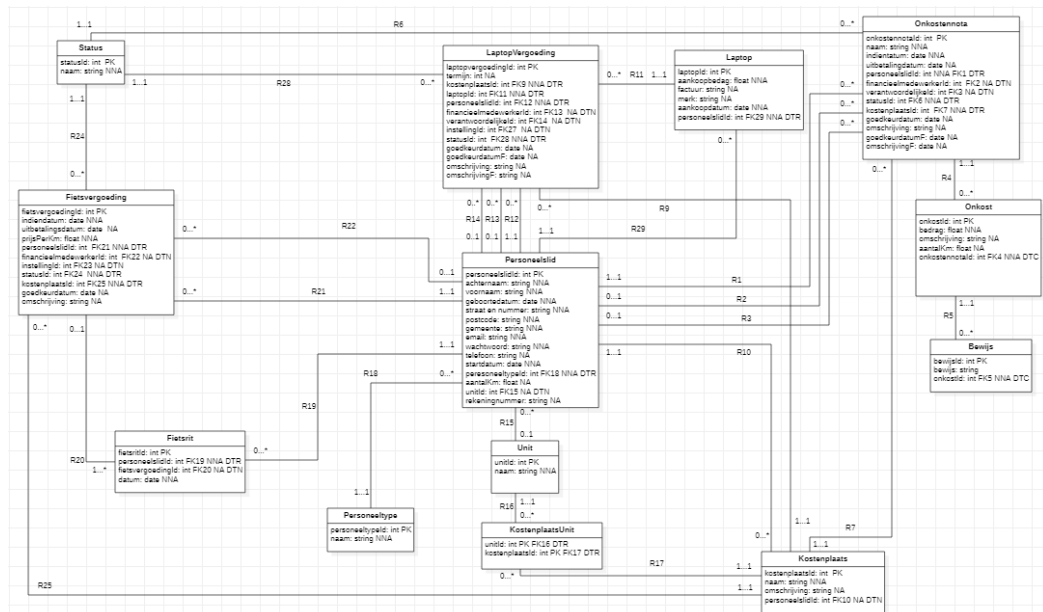 R6
1...1
0...*
Status
statusId: int PK
naam: string NNA
1...1
R28
0...*
1...1
R24
0...*
LaptopVergoeding
laptopvergoedingId: int PK
termijn: int NA
kostenplaatsId: int FK9 NNA DTR
laptopId: int FK11 NNA DTR
personeelslidId: int FK12 NNA DTR
financieelmedewerkerId: int FK13 NA DTN
verantwoordelijkeId: int FK14 NA DTN
instellingId: int FK27 NA DTN
statusId: int FK28 NNA DTR
goedkeurdatum: date NA
goedkeurdatumF: date NA
omschrijving: string NA
omschrijvingF: string NA
0...*
R11
1...1
Laptop
laptopId: int PK
aankoopbedag: float NNA
factuur: string NA
merk: string NA
aankoopdatum: date NNA
personeelslidId: int FK29 NNA DTR
0...*
Onkostennota
onkostennotaId: int PK
naam: string NNA
indientatum: date NNA
uitbetalingdatum: date NA
personeelslidId: int NNA FK1 DTR
financieelmedewerkerId: int FK2 NA DTN
verantwoordelijkeId: int FK3 NA DTN
statusId: int FK6 NNA DTR
kostenplaatsId: int FK7 NNA DTR
goedkeurdatum: date NA
omschrijving: string NA
goedkeurdatumF: date NA
omschrijvingF: string NA
0...*
0...*
0...*
0...*
1...1
R4
0...*
Onkost
onkostId: int PK
bedrag: float NNA
omschrijving: string NA
aantalKm: float NA
onkostennotaId: int FK4 NNA DTC
1...1
R5
0...*
Bewijs
bewijsId: int PK
bewijs: string
onkostId: int FK5 NNA DTC
Fietsvergoeding
fietsvergoedingId: int PK
indiendatum: date NNA
uitbetalingsdatum: date NA
prijsPerKm: float NNA
personeelslidId: int FK21 NNA DTR
financieelmedewerkerId: int FK22 NA DTN
instellingId: int FK23 NA DTN
statusId: int FK24 NNA DTR
kostenplaatsId: int FK25 NNA DTR
goedkeurdatum: date NA
omschrijving: string NA
0...*
R22
0...1
0...*
R21
1...1
0...*
0...1
0..* 0..* 0..*
R14 R13 R12
0..1 0..1 1..1
0...*
R9
1...1
R29
Personeelslid
personeelslidId: int PK
achternaam: string NNA
voornaam: string NNA
geboortedatum: date NNA
straat en nummer: string NNA
postcode: string NNA
gemeente: string NNA
email: string NNA
wachtwoord: string NNA
telefoon: string NA
startdatum: date NNA
peresoneeltypeId: int FK18 NNA DTR
aantalKm: float NA
unitId: int FK15 NA DTN
rekeningnummer: string NA
1...1
R1
0...1
R2
0...1
R3
1...1
R10
1...1
R19
0...*
R18
0...*
R15
0...1
Fietsrit
fietsritId: int PK
personeelslidId: int FK19 NNA DTR
fietsvergoedingId: int FK20 NA DTN
datum: date NNA
R20
1...*
0...*
Unit
unitId: int PK
naam: string NNA
1...1
R16
0...*
1...1
Personeeltype
personeeltypeId: int PK
naam: string NNA
KostenplaatsUnit
unitId: int PK FK16 DTR
kostenplaatsId: int PK FK17 DTR
0...*
R17
1...1
0...*
1...1
R7
1...1
Kostenplaats
kostenplaatsId: int PK
naam: string NNA
omschrijving: string NNA
personeelslidId: int FK10 NA DTN
R25
1...1